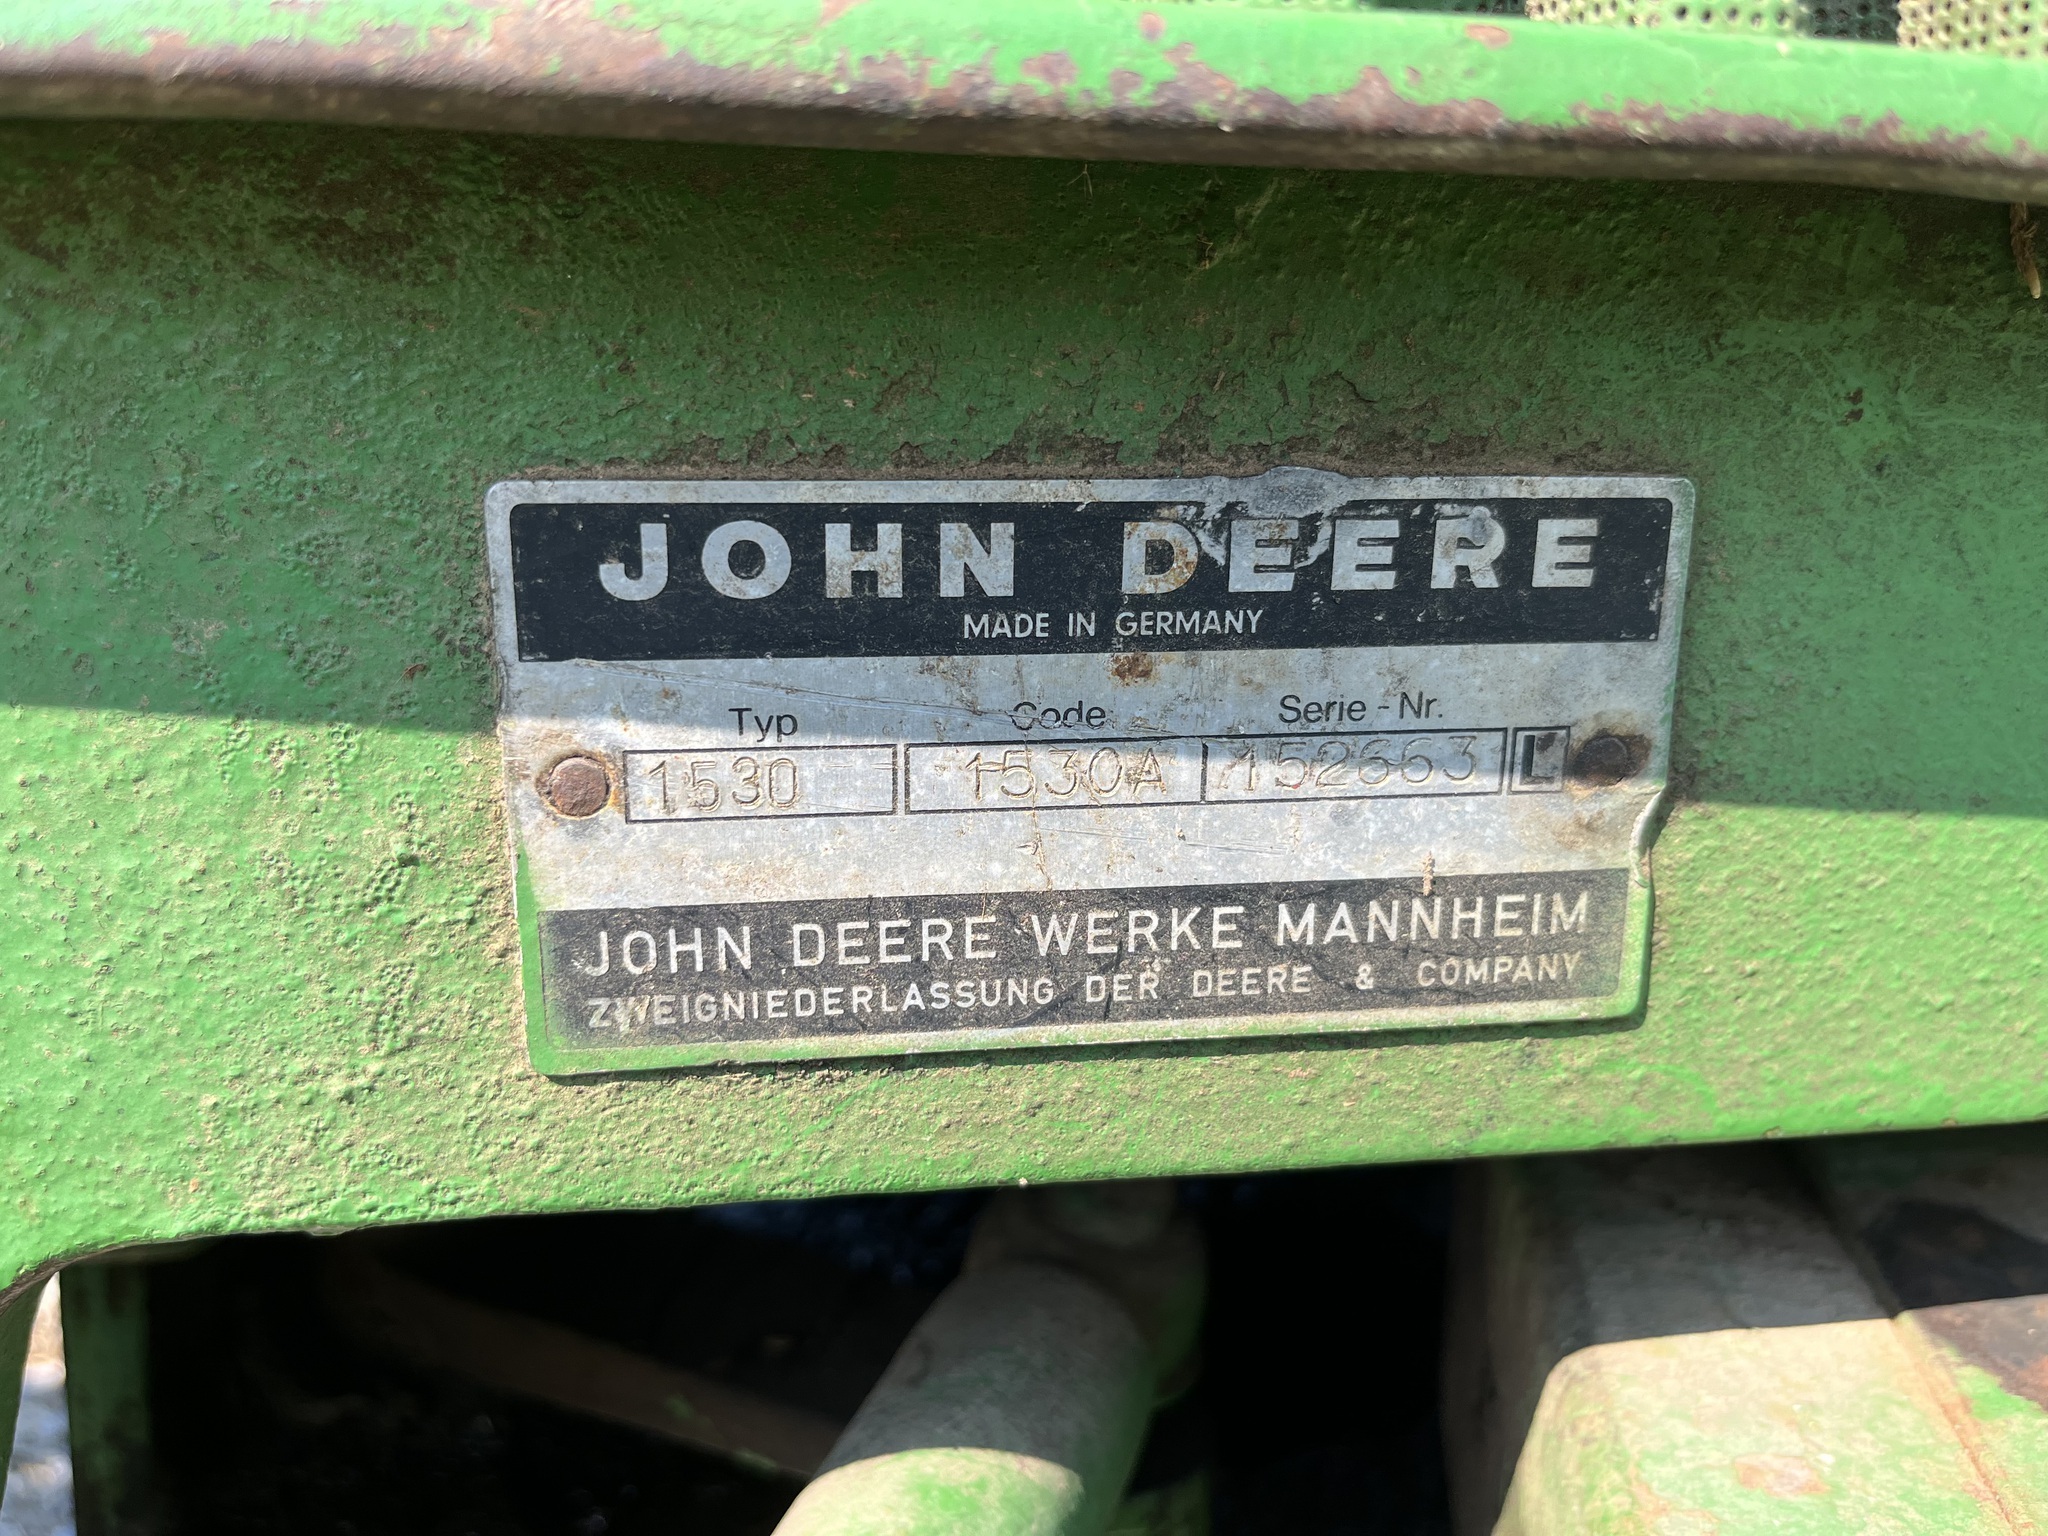 JOHN DEERE
MADE IN GERMANY
Typ Code Serie-Nr.
1530 1530A 152663 L
JOHN DEERE WERKE MANNHEIM
ZWEIGNIEDERLASSUNG DER DEERE & COMPANY